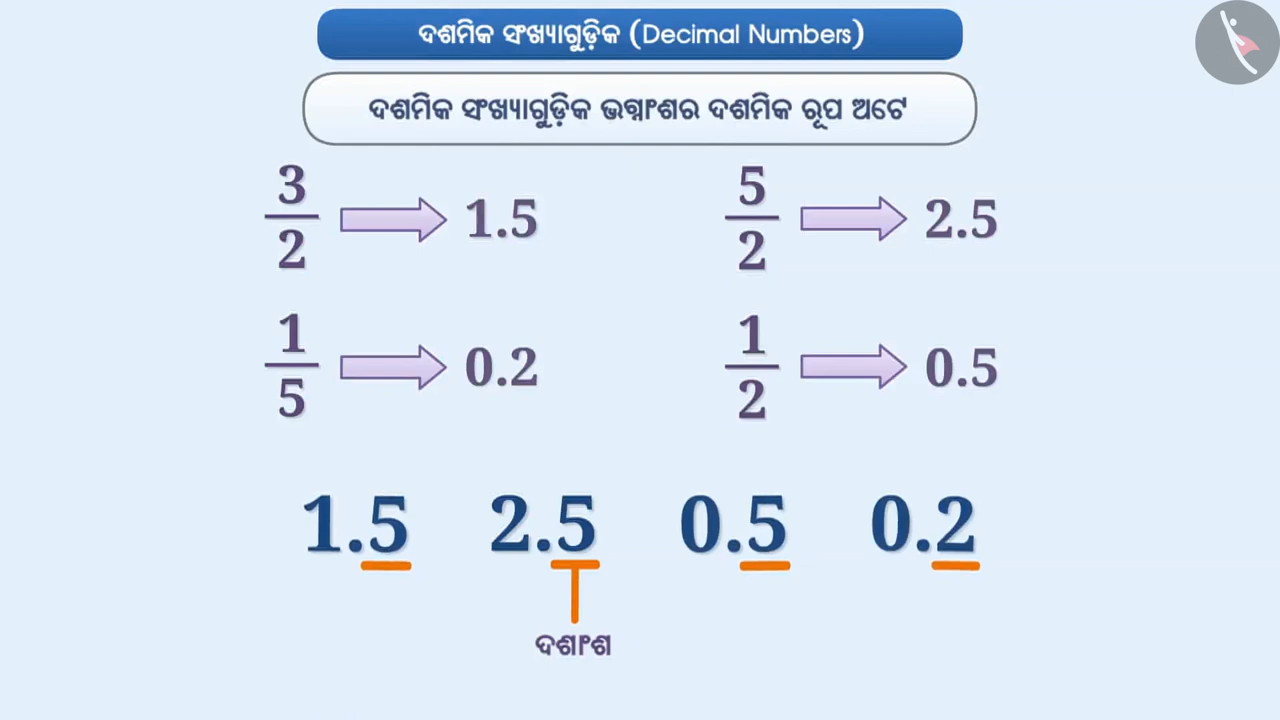 ଦଶମିକ ସଂଖ୍ୟାଗୁଡ଼ିକ (Decimal Numbers)
ଦଶମିକ ସଂଖ୍ୟାଗୁଡ଼ିକ ଭଗ୍ନାଂଶର ଦଶମିକ ରୂପ ଅଟେ
3/2 → 1.5 5/2 → 2.5
1/5 → 0.2 1/2 → 0.5
1.5 2.5 0.5 0.2
ଦଶାଂଶ